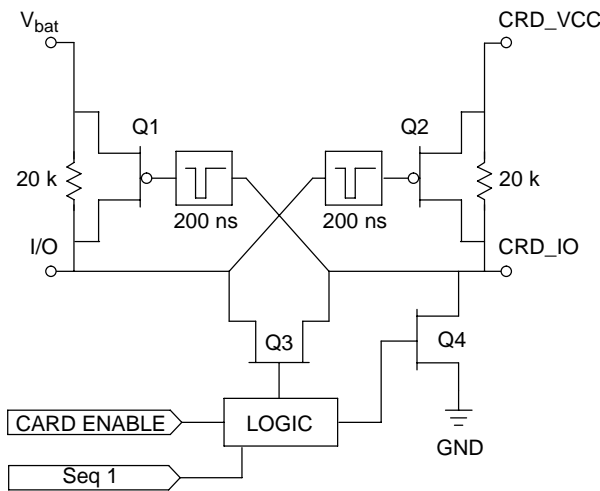 Vbat
CRD_VCC
Q1
Q2
20 k
20 k
200 ns
200 ns
I/O
CRD_IO
Q3
Q4
CARD ENABLE
LOGIC
GND
Seq 1